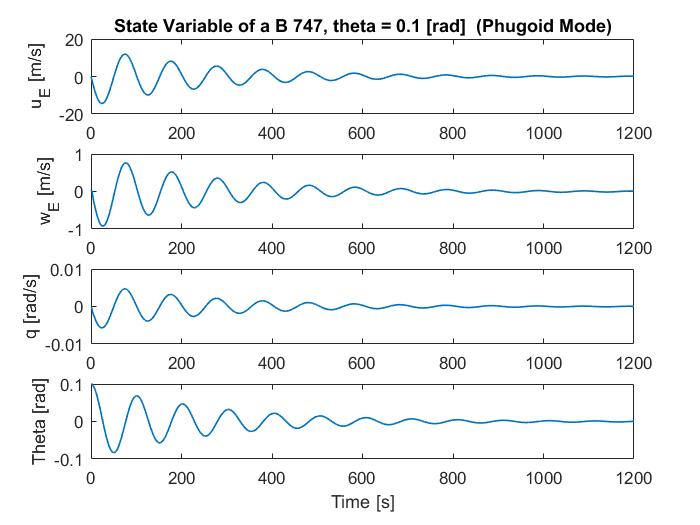 State Variable of a B 747, theta = 0.1 [rad]  (Phugoid Mode)
20
0
-20
u_E [m/s]
0 200 400 600 800 1000 1200
1
0
-1
w_E [m/s]
0 200 400 600 800 1000 1200
0.01
0
-0.01
q [rad/s]
0 200 400 600 800 1000 1200
0.1
0
-0.1
Theta [rad]
0 200 400 600 800 1000 1200
Time [s]